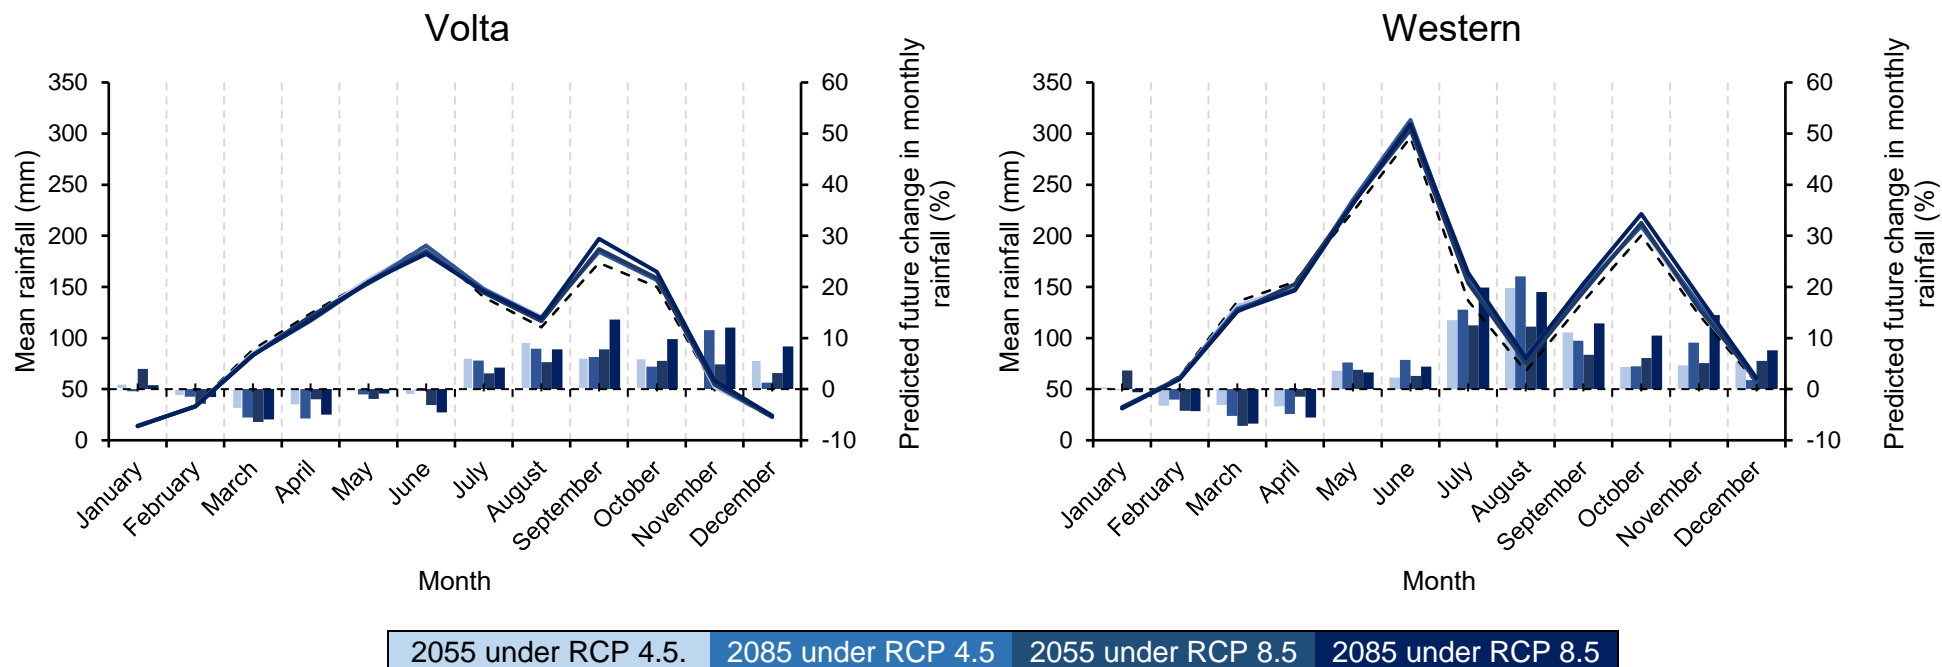 Volta
Mean rainfall (mm)
350
300
250
200
150
100
50
0
60
50
40
30
20
10
0
-10
Predicted future change in monthly
rainfall (%)
January
February
March
April
May
June
July
August
September
October
November
December
Month
Western
Mean rainfall (mm)
350
300
250
200
150
100
50
0
60
50
40
30
20
10
0
-10
Predicted future change in monthly
rainfall (%)
January
February
March
April
May
June
July
August
September
October
November
December
Month
2055 under RCP 4.5.
2085 under RCP 4.5
2055 under RCP 8.5
2085 under RCP 8.5